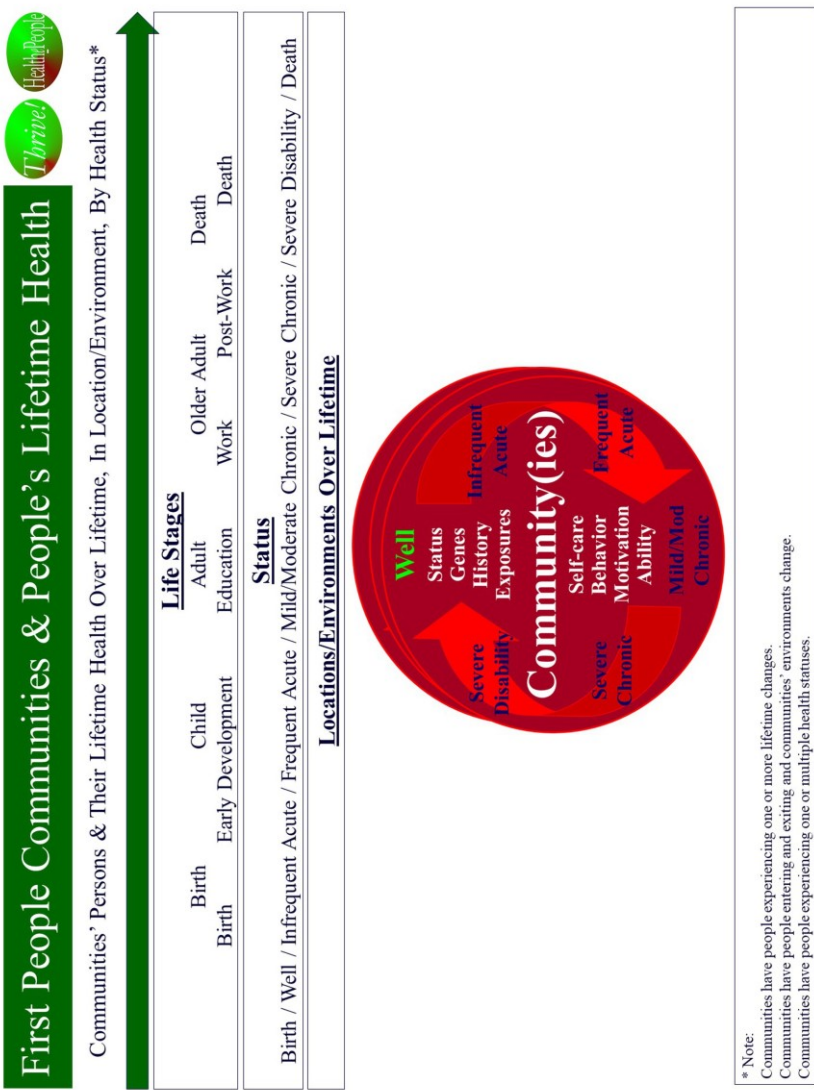 First People Communities & People's Lifetime Health
Thrive!
HealthePeople
Communities' Persons & Their Lifetime Health Over Lifetime, In Location/Environment, By Health Status*
Life Stages
Birth Child Adult Older Adult Death
Birth Early Development Education Work Post-Work Death
Status
Birth / Well / Infrequent Acute / Frequent Acute / Mild/Moderate Chronic / Severe Chronic / Severe Disability / Death
Locations/Environments Over Lifetime
Well
Severe
Disability
Status
Genes
History
Exposures
Infrequent
Acute
Community(ies)
Severe
Chronic
Self-care
Behavior
Motivation
Ability
Frequent
Acute
Mild/Mod
Chronic
* Note:
Communities have people experiencing one or more lifetime changes.
Communities have people entering and exiting and communities' environments change.
Communities have people experiencing one or multiple health statuses.